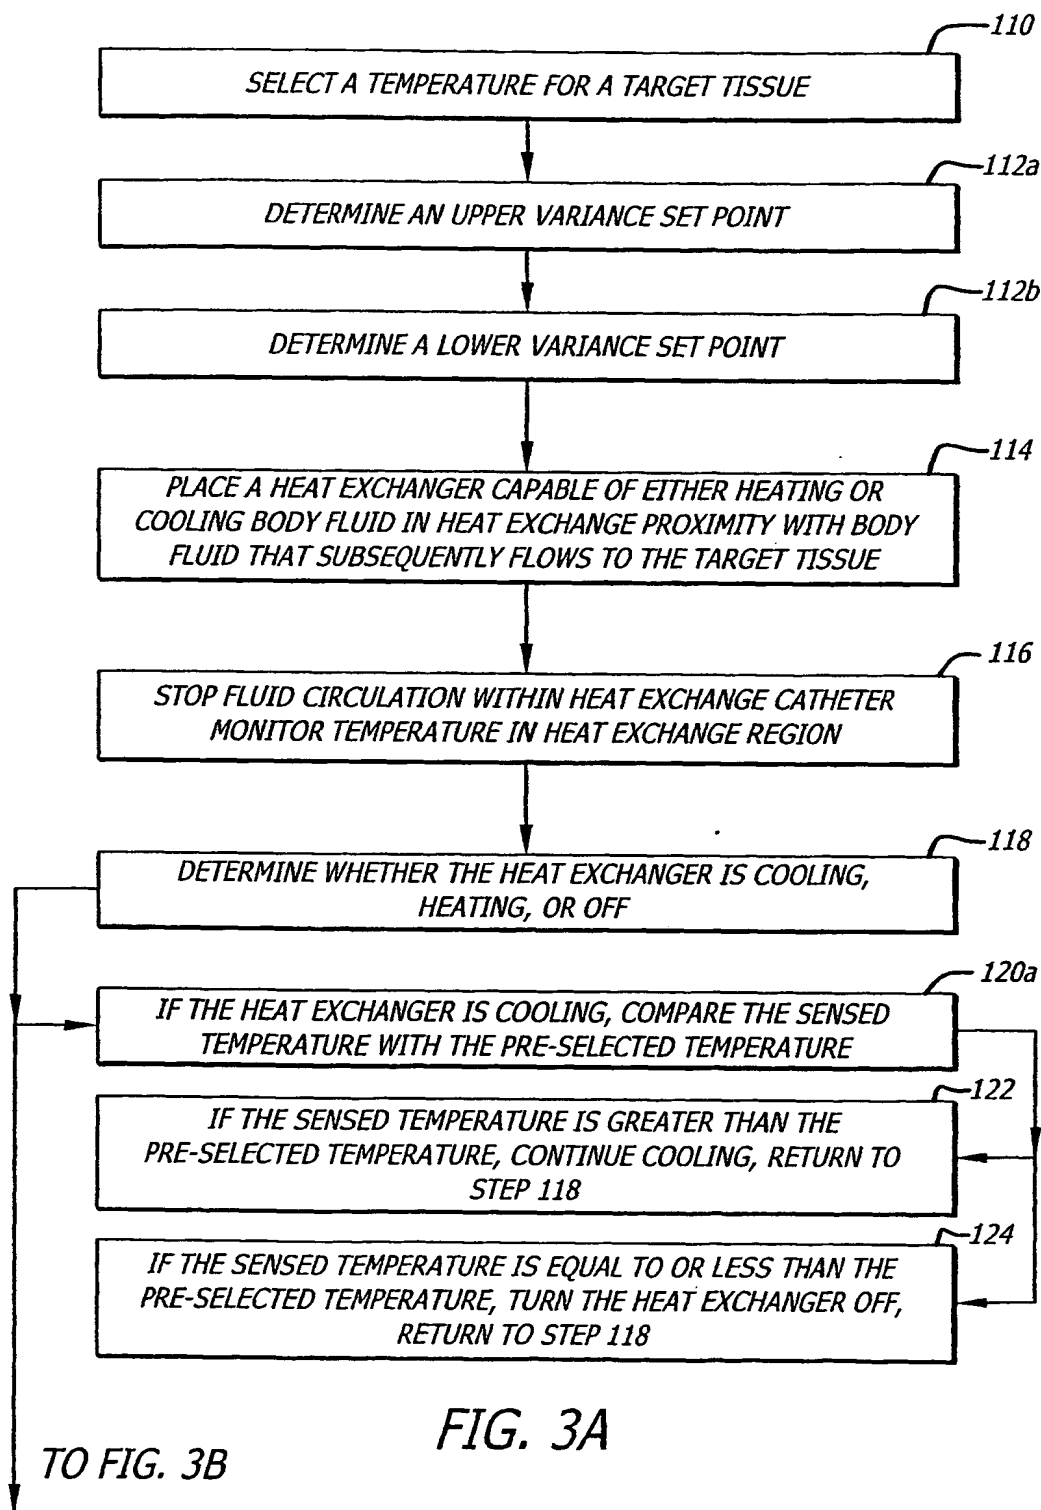 110
SELECT A TEMPERATURE FOR A TARGET TISSUE
112a
DETERMINE AN UPPER VARIANCE SET POINT
112b
DETERMINE A LOWER VARIANCE SET POINT
114
PLACE A HEAT EXCHANGER CAPABLE OF EITHER HEATING OR
COOLING BODY FLUID IN HEAT EXCHANGE PROXIMITY WITH BODY
FLUID THAT SUBSEQUENTLY FLOWS TO THE TARGET TISSUE
116
STOP FLUID CIRCULATION WITHIN HEAT EXCHANGE CATHETER
MONITOR TEMPERATURE IN HEAT EXCHANGE REGION
118
DETERMINE WHETHER THE HEAT EXCHANGER IS COOLING,
HEATING, OR OFF
120a
IF THE HEAT EXCHANGER IS COOLING, COMPARE THE SENSED
TEMPERATURE WITH THE PRE-SELECTED TEMPERATURE
122
IF THE SENSED TEMPERATURE IS GREATER THAN THE
PRE-SELECTED TEMPERATURE, CONTINUE COOLING, RETURN TO
STEP 118
124
IF THE SENSED TEMPERATURE IS EQUAL TO OR LESS THAN THE
PRE-SELECTED TEMPERATURE, TURN THE HEAT EXCHANGER OFF,
RETURN TO STEP 118
FIG. 3A
TO FIG. 3B